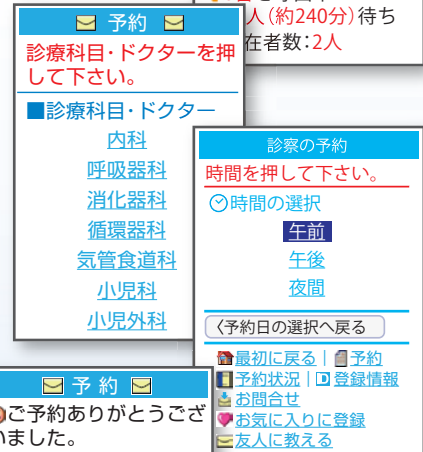 人(約240分)待ち
在者数:2人
予約
診療科目・ドクターを押
して下さい。
■診療科目・ドクター
内科
呼吸器科
消化器科
循環器科
気管食道科
小児科
小児外科
診察の予約
時間を押して下さい。
時間の選択
午前
午後
夜間
〈予約日の選択へ戻る
最初に戻る|予約
予約状況|D登録情報
お問合せ
お気に入りに登録
友人に教える
予約
ご予約ありがとうござ
いました。